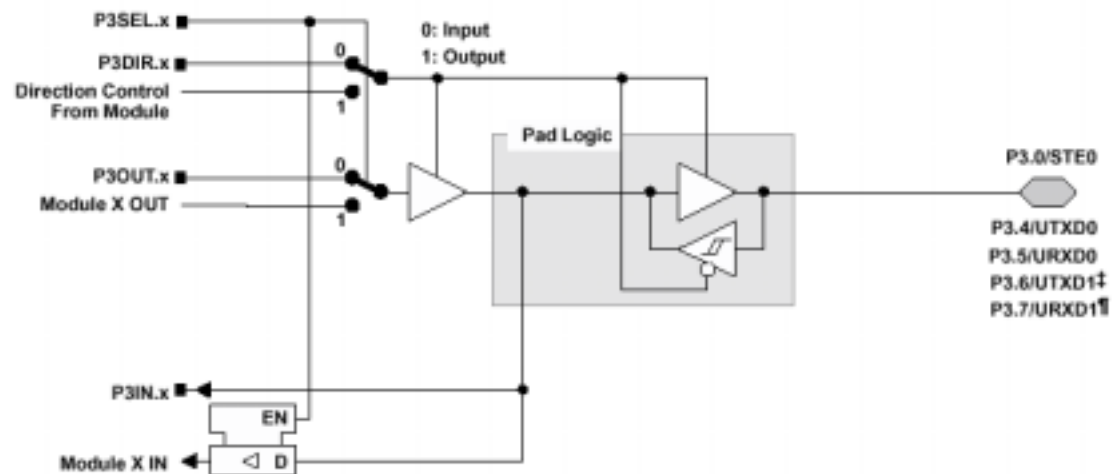 P3SEL.x
0: Input
1: Output
P3DIR.x
0
Direction Control
From Module
1
Pad Logic
P3OUT.x
0
Module X OUT
1
P3.0/STE0
P3.4/UTXD0
P3.5/URXD0
P3.6/UTXD1‡
P3.7/URXD1¶
P3IN.x
EN
Module X IN
D